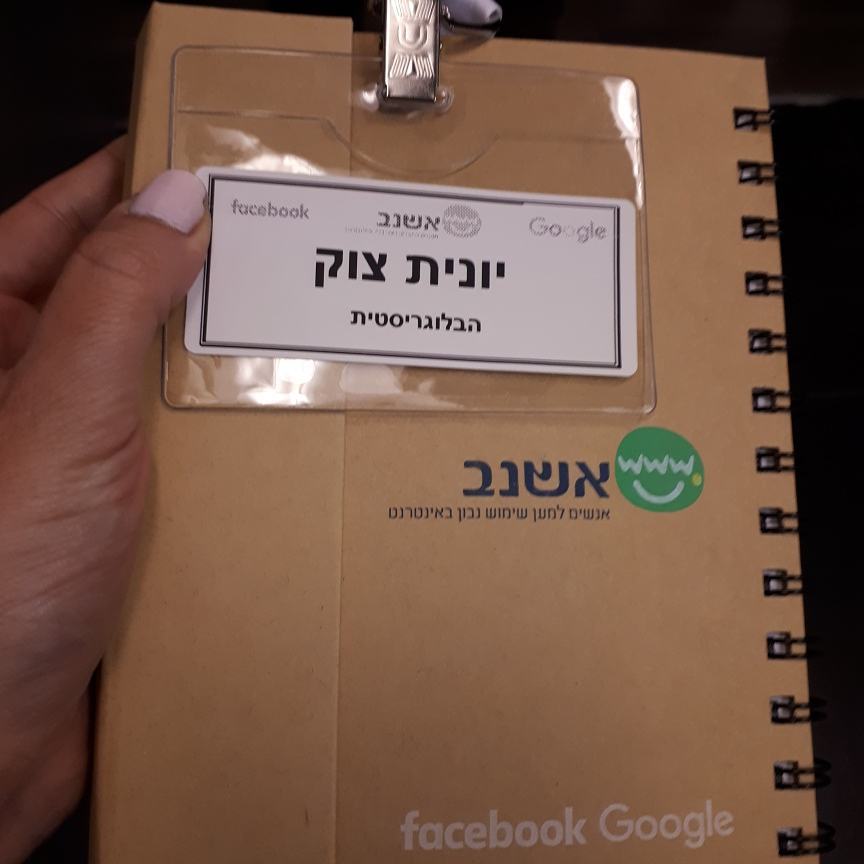 facebook אשנב Google
יונית צוק
הבלוגריסטית
אשנב www.
אנשים למען שימוש נבון באינטרנט
facebook Google